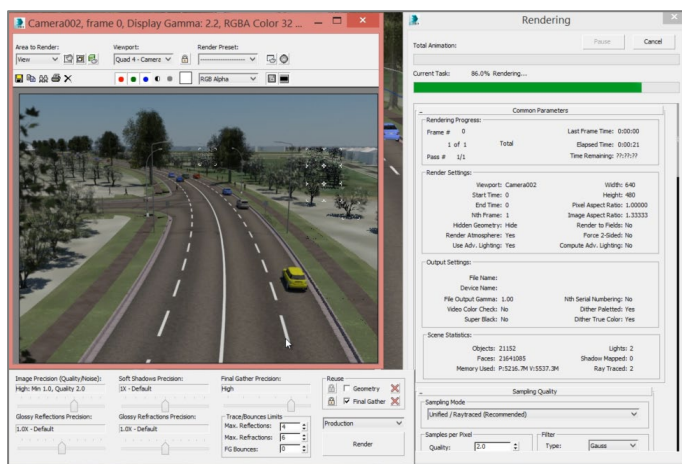 Camera002, frame 0, Display Gamma: 2.2, RGBA Color 32 ...
Area to Render:
View
Viewport:
Quad 4 - Camera
Render Preset:
RGB Alpha
Image Precision (Quality/Noise):
High: Min 1.0, Quality 2.0
Soft Shadows Precision:
1X - Default
Final Gather Precision:
High
Glossy Reflections Precision:
1.0X - Default
Glossy Refractions Precision:
1.0X - Default
Trace/Bounces Limits
Max. Reflections: 4
Max. Refractions: 6
FG Bounces: 0
Reuse
Geometry
Final Gather
Production
Render
Rendering
Total Animation:
Pause
Cancel
Current Task: 86.0% Rendering...
Common Parameters
Rendering Progress:
Frame # 0
Last Frame Time: 0:00:00
1 of 1 Total
Elapsed Time: 0:00:21
Pass # 1/1
Time Remaining: ??:??:??
Render Settings:
Viewport: Camera002
Width: 640
Start Time: 0
Height: 480
End Time: 0
Pixel Aspect Ratio: 1.00000
Nth Frame: 1
Image Aspect Ratio: 1.33333
Hidden Geometry: Hide
Render to Fields: No
Render Atmosphere: Yes
Force 2-Sided: No
Use Adv. Lighting: Yes
Compute Adv. Lighting: No
Output Settings:
File Name:
Device Name:
File Output Gamma: 1.00
Nth Serial Numbering: No
Video Color Check: No
Dither Paletted: Yes
Super Black: No
Dither True Color: Yes
Scene Statistics:
Objects: 21152
Lights: 2
Faces: 21641085
Shadow Mapped: 0
Memory Used: P:5216.7M V:5537.3M
Ray Traced: 2
Sampling Quality
Sampling Mode
Unified / Raytraced (Recommended)
Samples per Pixel
Quality: 2.0
Filter
Type: Gauss